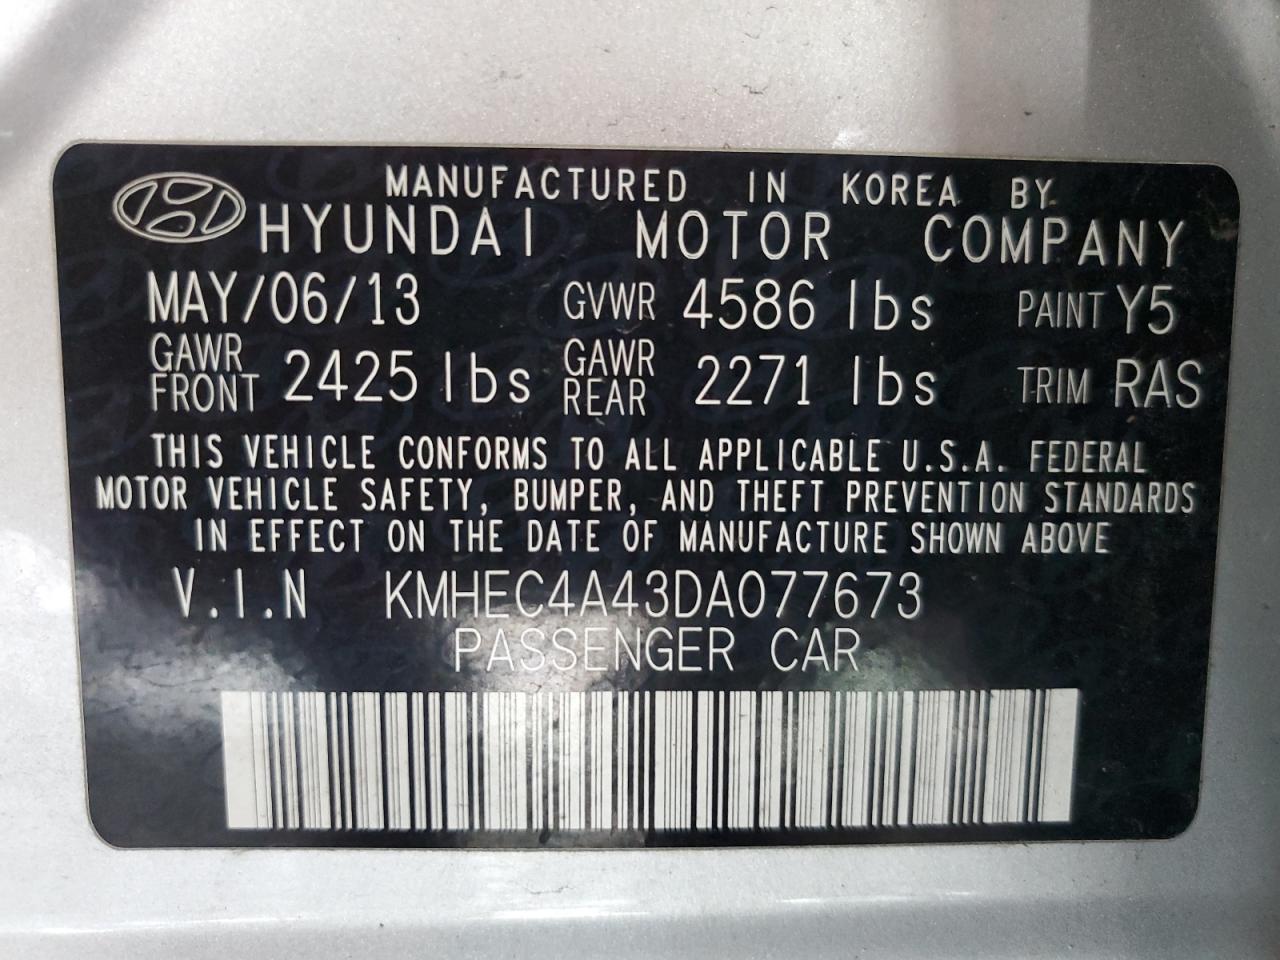 MANUFACTURED IN KOREA BY
HYUNDAI MOTOR COMPANY
MAY/06/13 GVWR 4586 lbs PAINT Y5
GAWR FRONT 2425 lbs GAWR REAR 2271 lbs TRIM RAS
THIS VEHICLE CONFORMS TO ALL APPLICABLE U.S.A. FEDERAL
MOTOR VEHICLE SAFETY, BUMPER, AND THEFT PREVENTION STANDARDS
IN EFFECT ON THE DATE OF MANUFACTURE SHOWN ABOVE
V.I.N KMHEC4A43DA077673
PASSENGER CAR